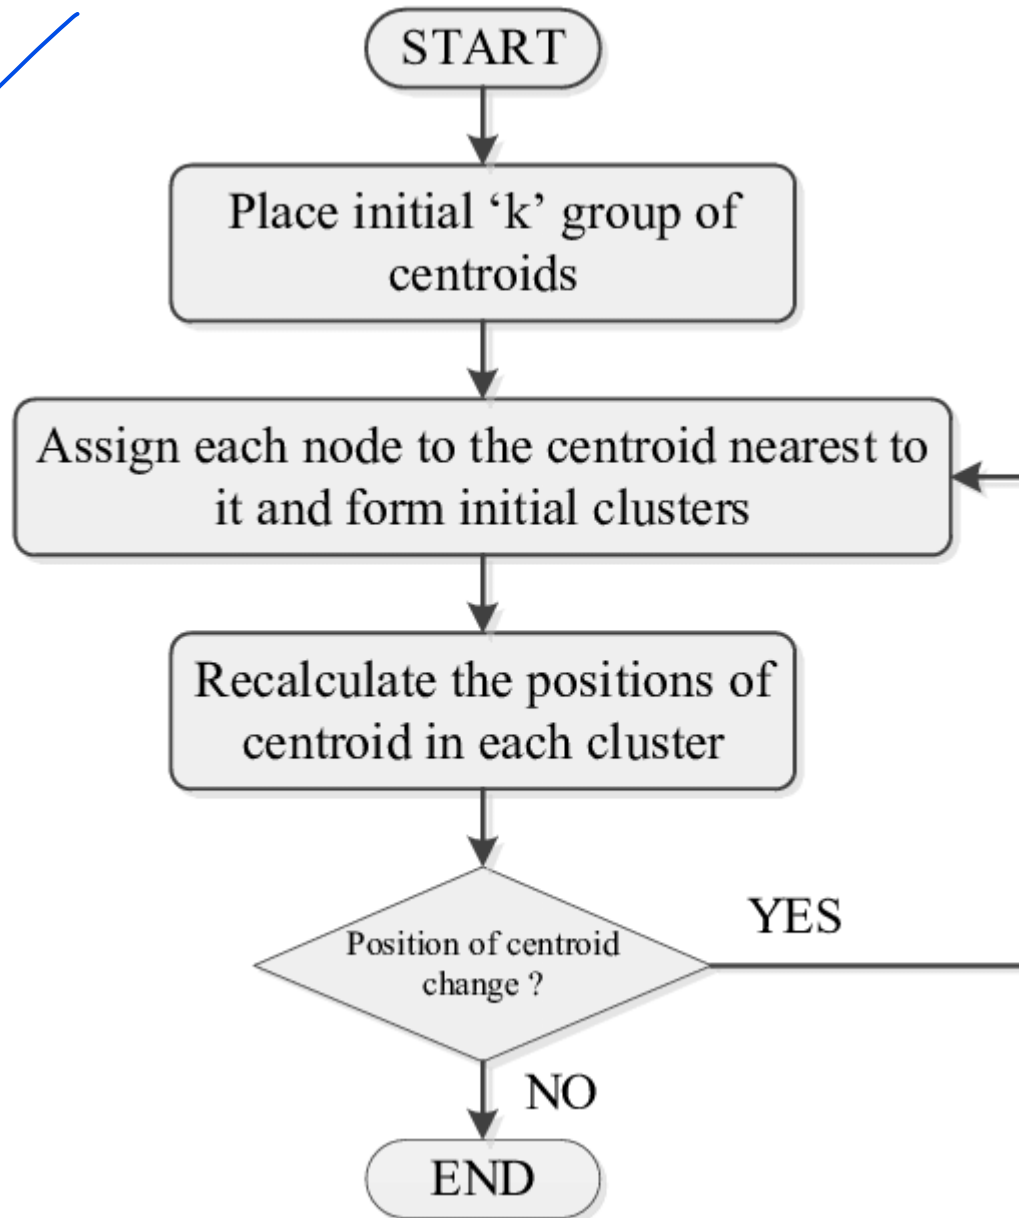 START
Place initial ‘k’ group of
centroids
Assign each node to the centroid nearest to
it and form initial clusters
Recalculate the positions of
centroid in each cluster
Position of centroid
change ?
YES
NO
END